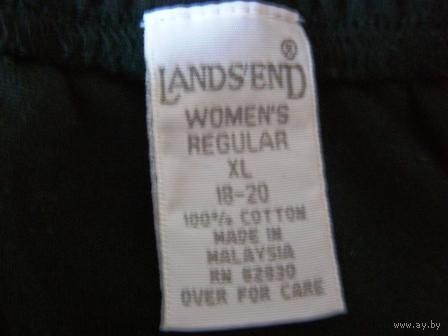 ®
LANDS'END
WOMEN'S
REGULAR
XL
18-20
100% COTTON
MADE IN
MALAYSIA
RN 62830
OVER FOR CARE
www.ay.by